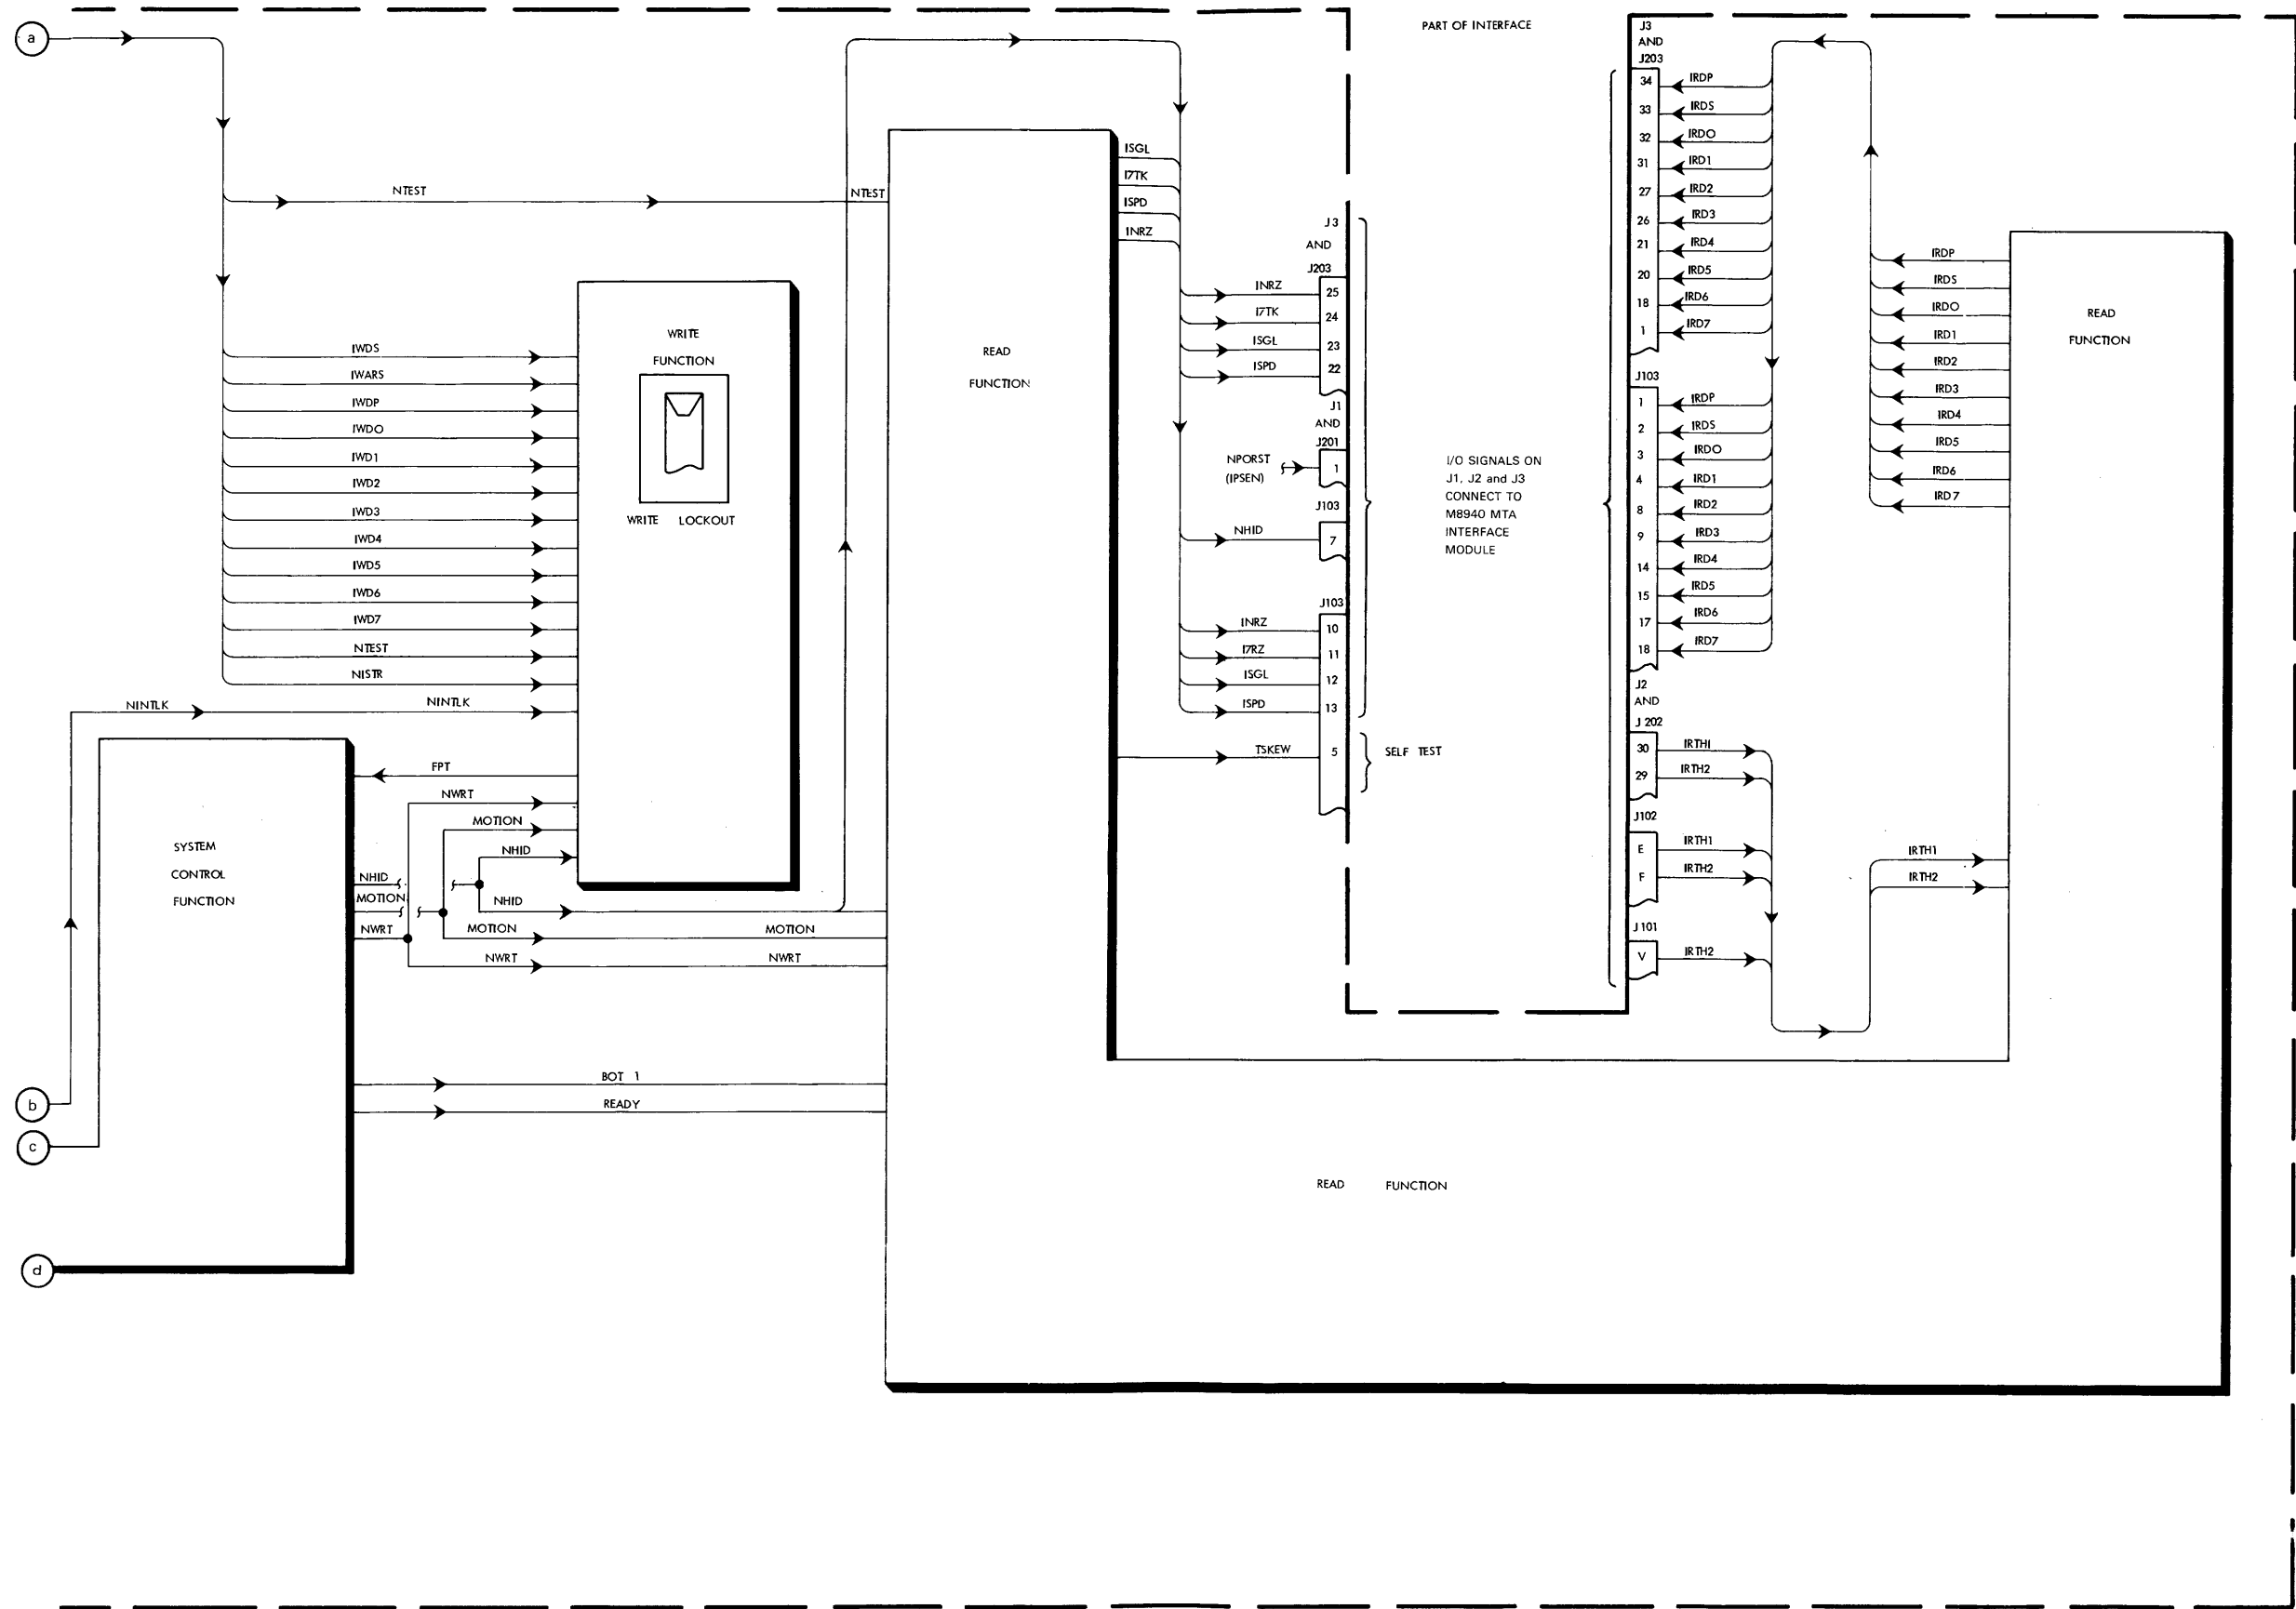 PART OF INTERFACE
a
NTEST
NTEST
IWDS
IWARS
IWDP
IWDO
IWD1
IWD2
IWD3
IWD4
IWD5
IWD6
IWD7
NTEST
NISTR
NINTLK
NINTLK
WRITE
FUNCTION
WRITE LOCKOUT
FPT
NWRT
MOTION
NHID
NHID
MOTION
NWRT
NHID
MOTION
MOTION
NWRT
NWRT
SYSTEM
CONTROL
FUNCTION
BOT 1
READY
b
c
d
READ
FUNCTION
ISGL
I7TK
ISPD
INRZ
J3
AND
J203
INRZ
25
I7TK
24
ISGL
23
ISPD
22
J1
AND
J201
NPORST
(IPSEN)
1
J103
NHID
7
J103
INRZ
10
I7RZ
11
ISGL
12
ISPD
13
TSKEW
5
SELF TEST
I/O SIGNALS ON
J1, J2 and J3
CONNECT TO
M8940 MTA
INTERFACE
MODULE
J3
AND
J203
34
IRDP
33
IRDS
32
IRDO
31
IRD1
27
IRD2
26
IRD3
21
IRD4
20
IRD5
18
IRD6
1
IRD7
J103
1
IRDP
2
IRDS
3
IRDO
4
IRD1
8
IRD2
9
IRD3
14
IRD4
15
IRD5
17
IRD6
18
IRD7
J2
AND
J 202
30
IRTH1
29
IRTH2
J102
E
IRTH1
F
IRTH2
J101
V
IRTH2
IRDP
IRDS
IRDO
IRD1
IRD2
IRD3
IRD4
IRD5
IRD6
IRD7
READ
FUNCTION
IRTH1
IRTH2
READ FUNCTION